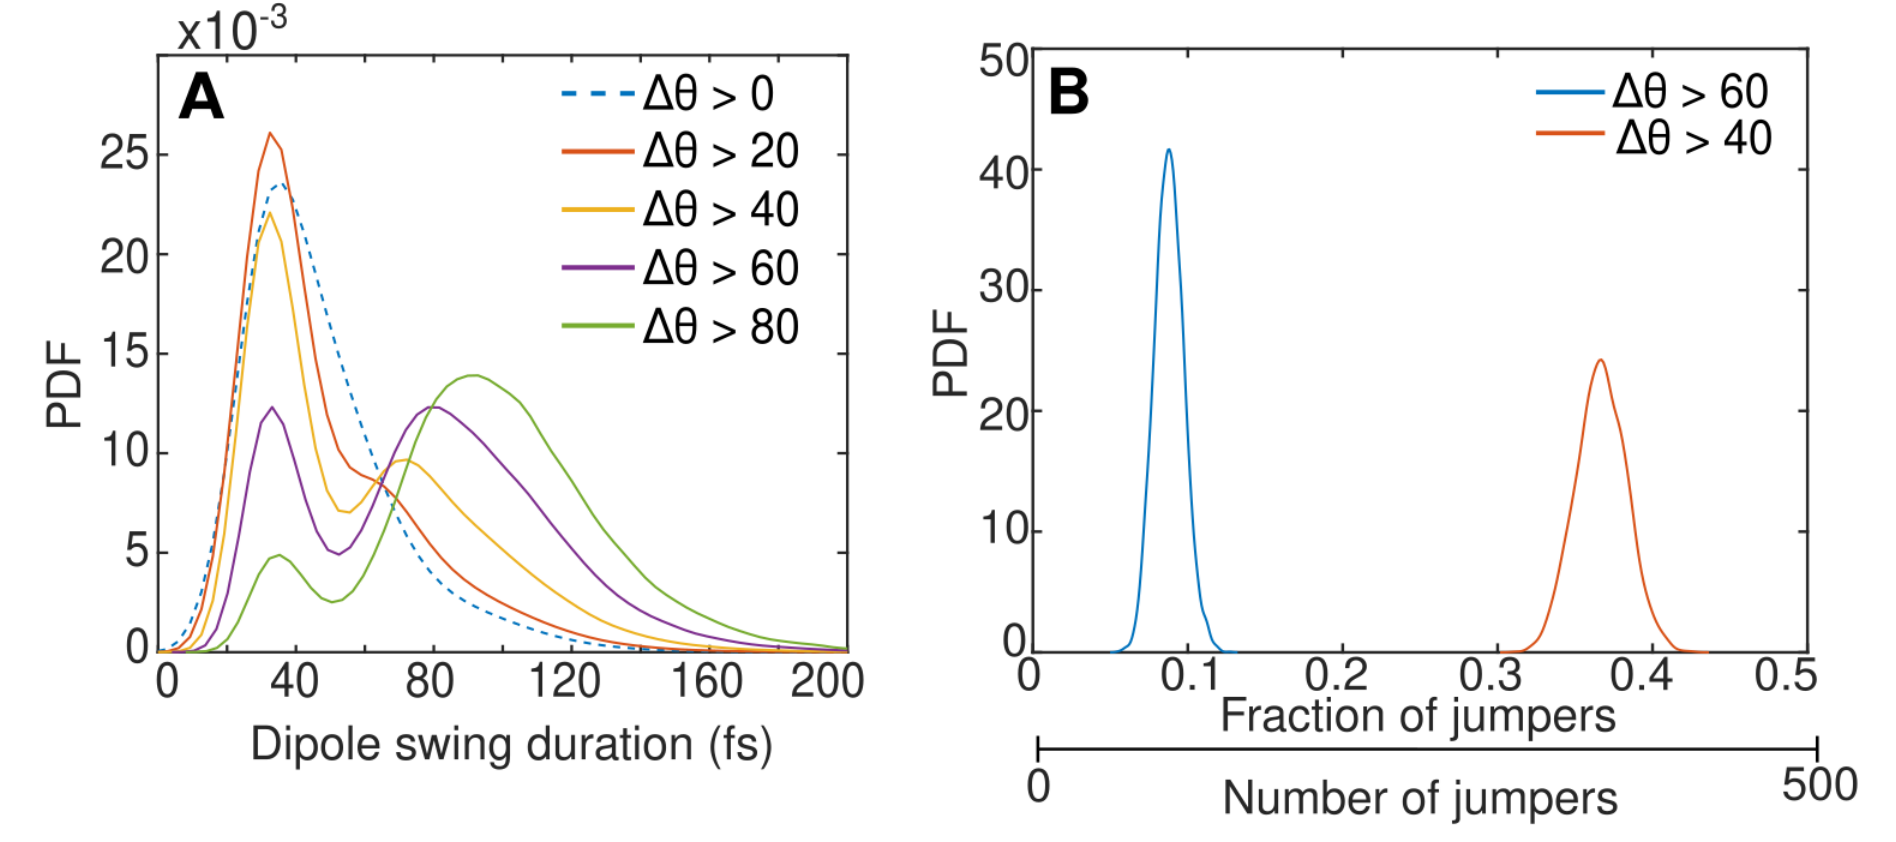 x10-3
A
Δθ > 0
Δθ > 20
Δθ > 40
Δθ > 60
Δθ > 80
25
20
15
10
5
0
PDF
0 40 80 120 160 200
Dipole swing duration (fs)
B
Δθ > 60
Δθ > 40
50
40
30
20
10
0
PDF
0 0.1 0.2 0.3 0.4 0.5
Fraction of jumpers
0 500
Number of jumpers